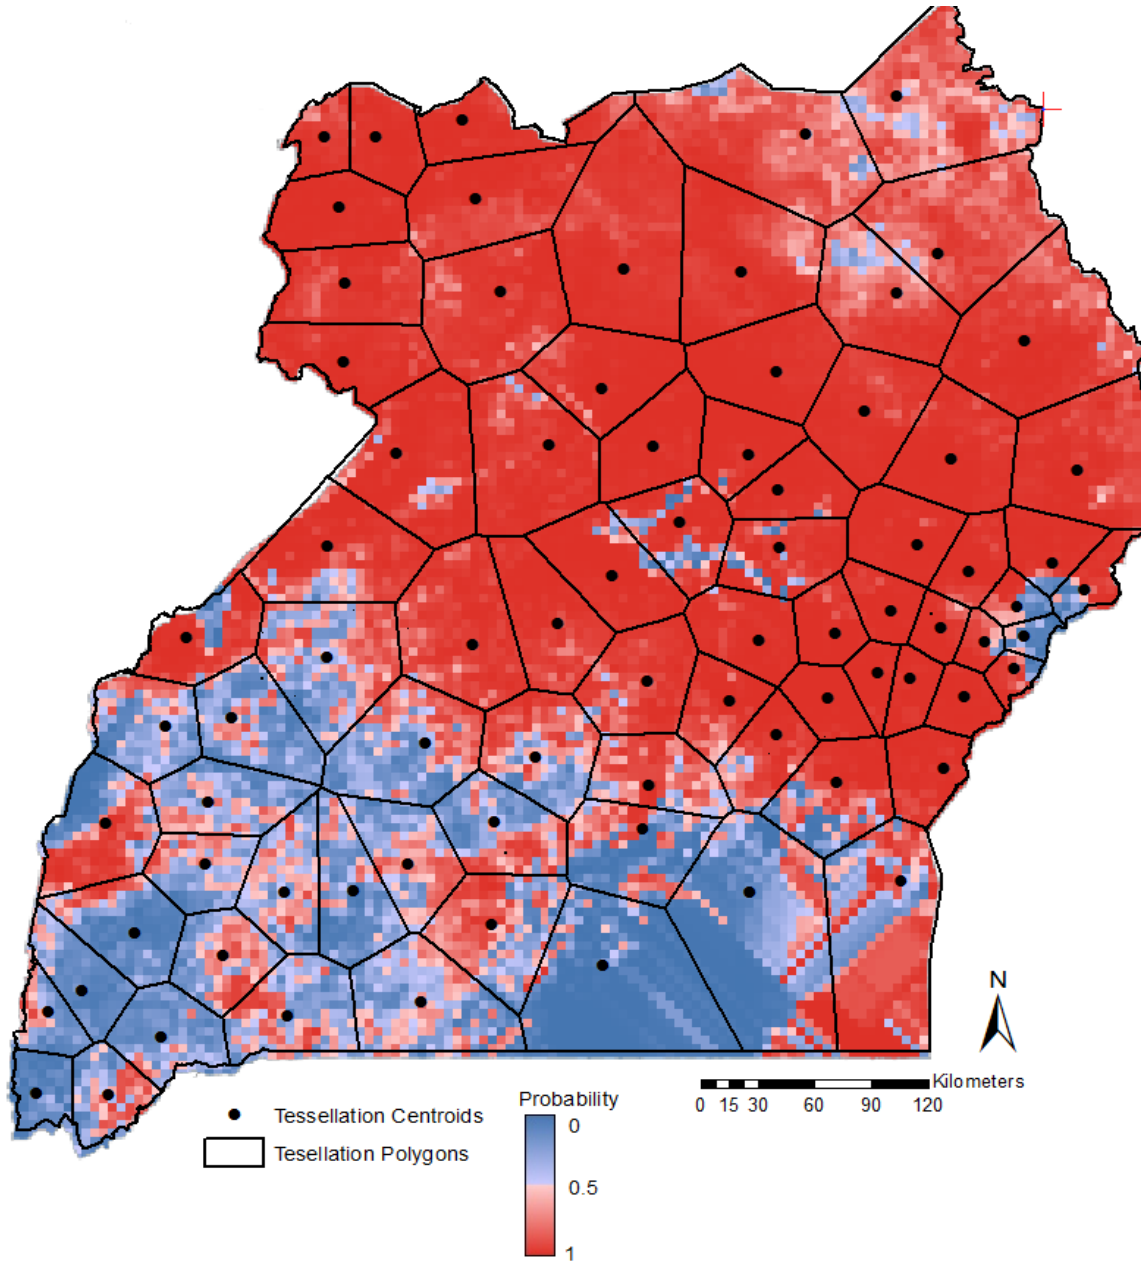 N
Kilometers
0 15 30 60 90 120
Tessellation Centroids
Tesellation Polygons
Probability
0
0.5
1